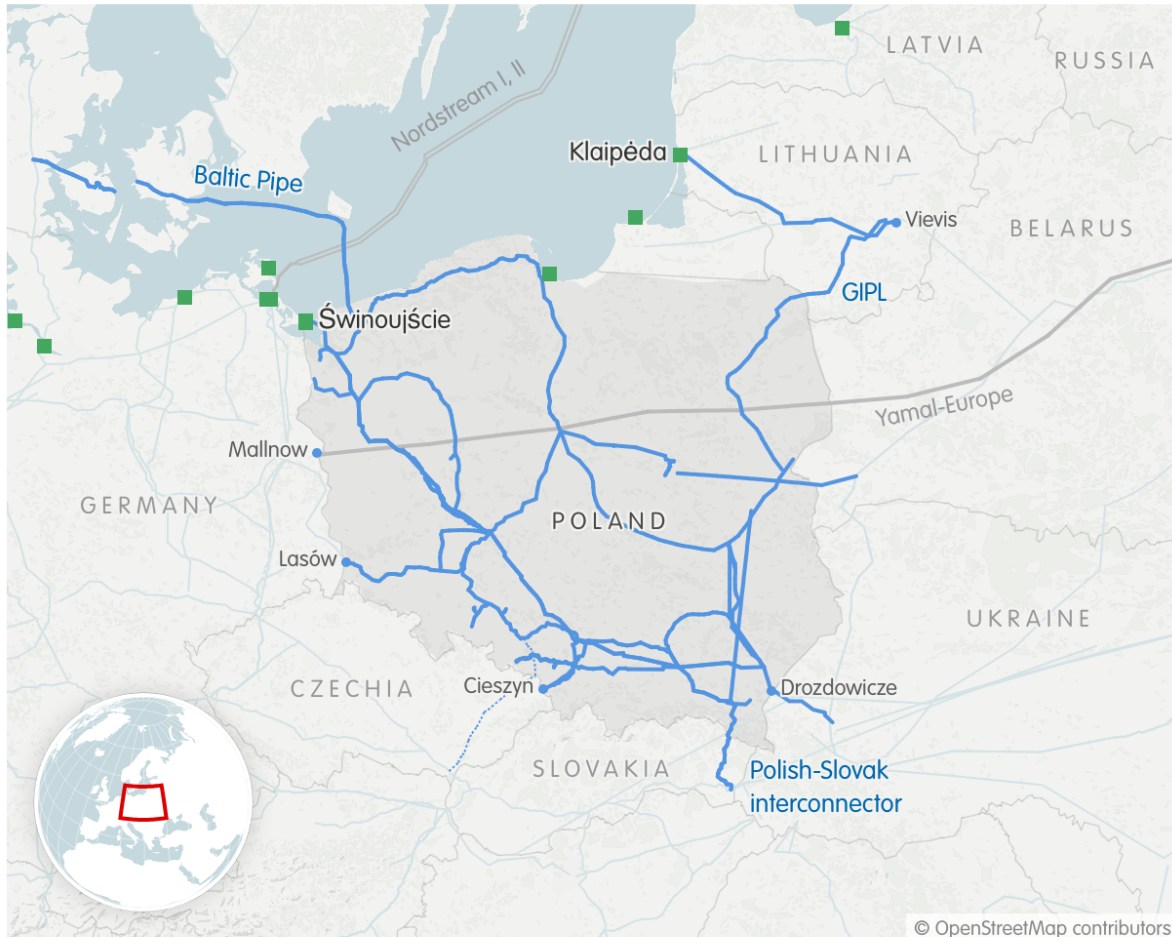 LATVIA
RUSSIA
Nordstream I, II
Klaipėda
LITHUANIA
Baltic Pipe
Vievis
BELARUS
GIPL
Świnoujście
Yamal-Europe
Mallnow
GERMANY
POLAND
Lasów
UKRAINE
CZECHIA
Cieszyn
Drozdowicze
SLOVAKIA
Polish-Slovak
interconnector
© OpenStreetMap contributors